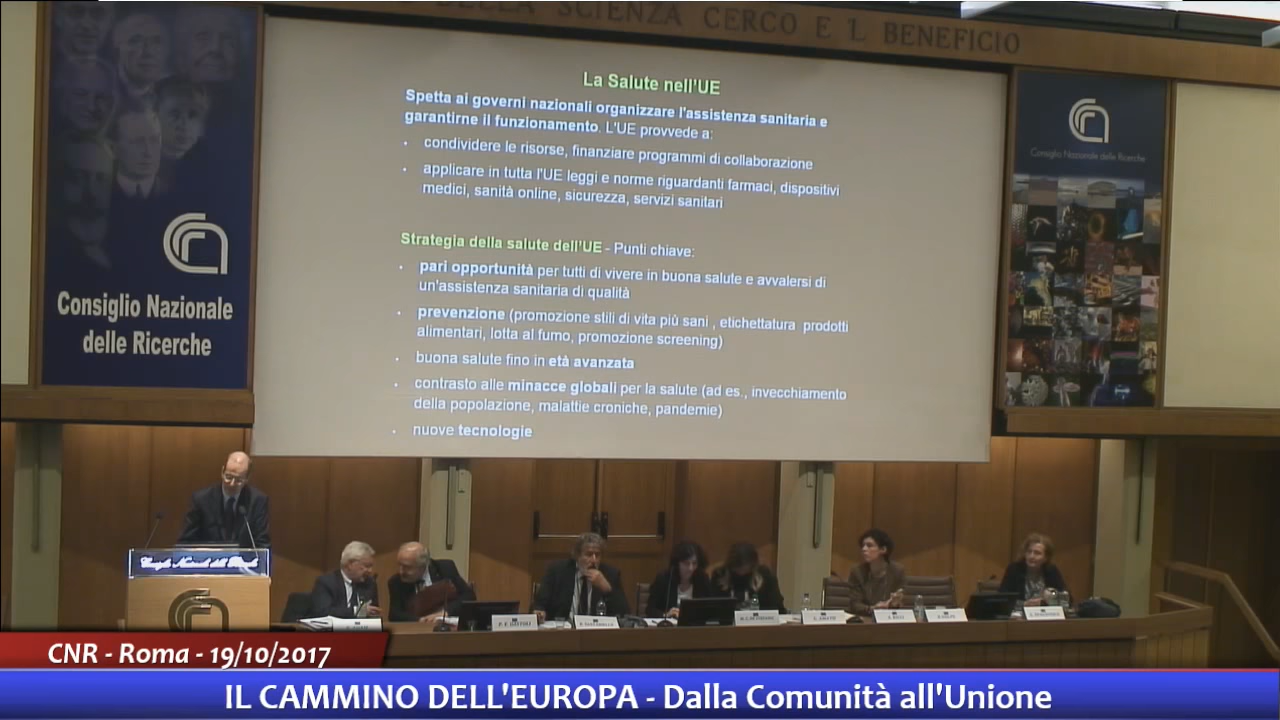 DELLA SCIENZA CERCO E 'L BENEFICIO
La Salute nell'UE
Spetta ai governi nazionali organizzare l'assistenza sanitaria e
garantirne il funzionamento. L'UE provvede a:
• condividere le risorse, finanziare programmi di collaborazione
• applicare in tutta l'UE leggi e norme riguardanti farmaci, dispositivi
medici, sanità online, sicurezza, servizi sanitari
Strategia della salute dell'UE - Punti chiave:
• pari opportunità per tutti di vivere in buona salute e avvalersi di
un'assistenza sanitaria di qualità
• prevenzione (promozione stili di vita più sani , etichettatura prodotti
alimentari, lotta al fumo, promozione screening)
• buona salute fino in età avanzata
• contrasto alle minacce globali per la salute (ad es., invecchiamento
della popolazione, malattie croniche, pandemie)
• nuove tecnologie
Consiglio Nazionale
delle Ricerche
Consiglio Nazionale delle Ricerche
Consiglio Nazionale delle Ricerche
CNR - Roma - 19/10/2017
IL CAMMINO DELL'EUROPA - Dalla Comunità all'Unione